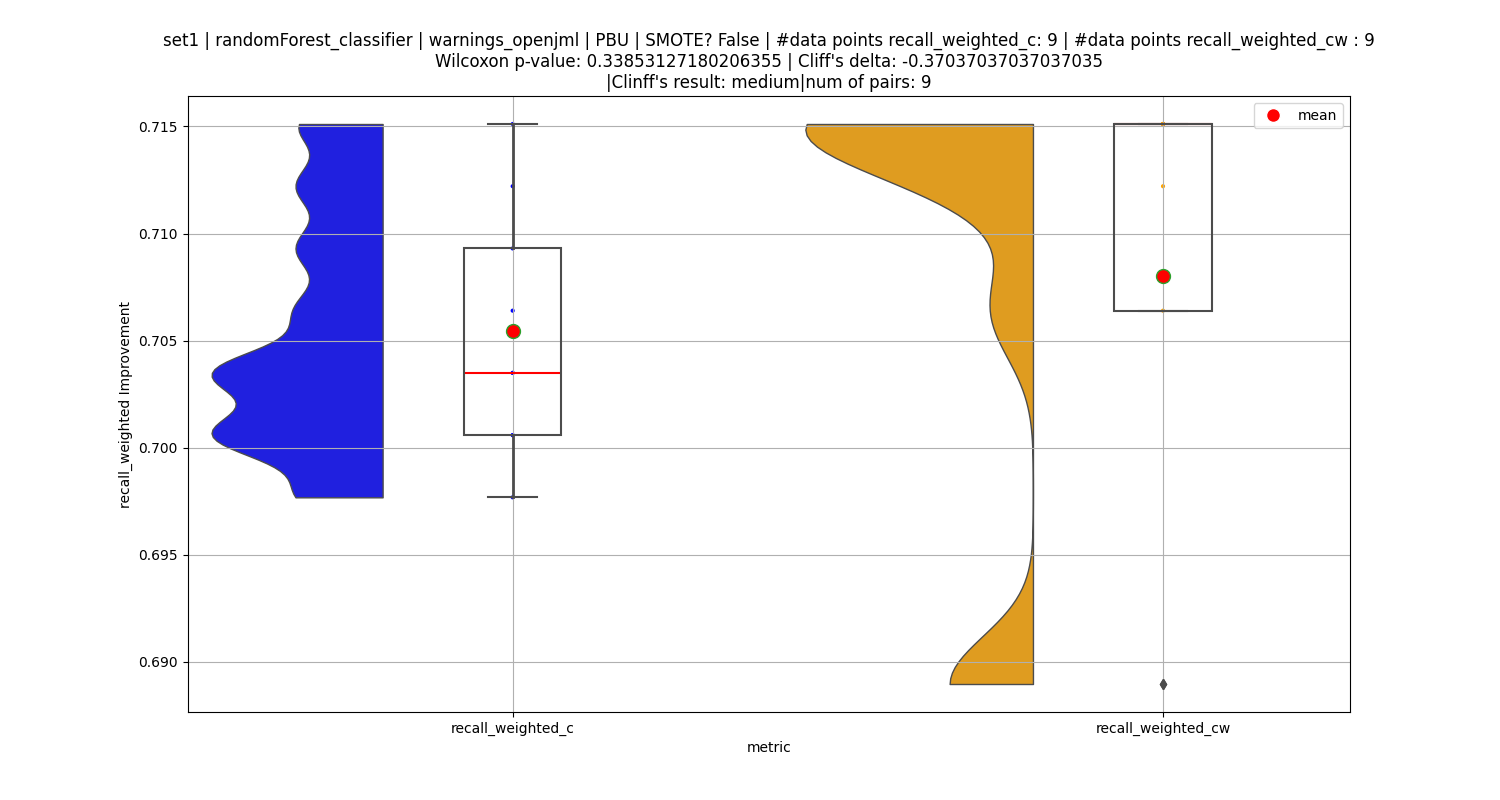 set1 | randomForest_classifier | warnings_openjml | PBU | SMOTE? False | #data points recall_weighted_c: 9 | #data points recall_weighted_cw : 9
Wilcoxon p-value: 0.33853127180206355 | Cliff's delta: -0.37037037037037035
|Clinff's result: medium|num of pairs: 9
mean
0.715
0.710
0.705
0.700
0.695
0.690
recall_weighted Improvement
recall_weighted_c
recall_weighted_cw
metric